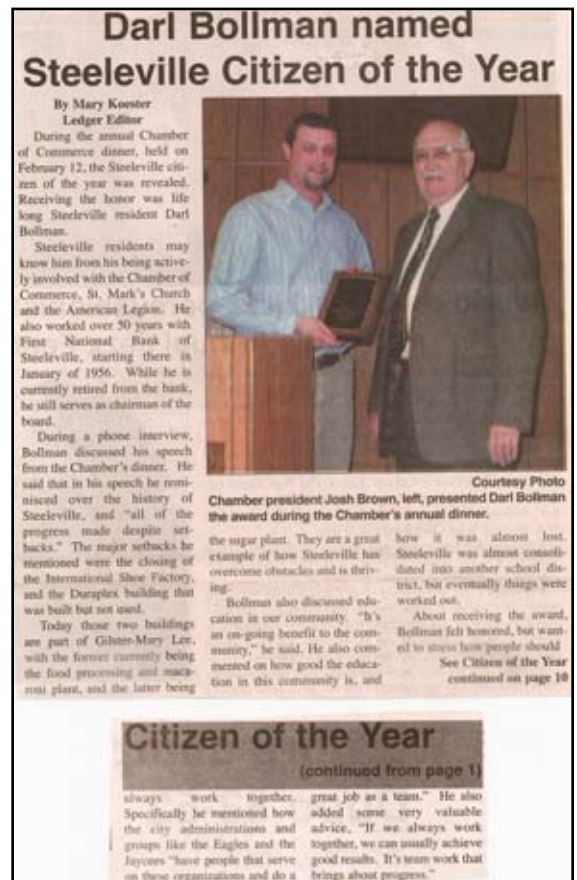 Darl Bollman named
Steeleville Citizen of the Year
By Mary Koester
Ledger Editor
During the annual Chamber
of Commerce dinner, held on
February 12, the Steeleville citi-
zen of the year was revealed.
Receiving the honor was life
long Steeleville resident Darl
Bollman.
Steeleville residents may
know him from his being active-
ly involved with the Chamber of
Commerce, St. Mark's Church
and the American Legion. He
also worked over 50 years with
First National Bank of
Steeleville, starting there in
January of 1956. While he is
currently retired from the bank,
he still serves as chairman of the
board.
During a phone interview,
Bollman discussed his speech
from the Chamber's dinner. He
said that in his speech he remi-
nisced over the history of
Steeleville, and "all of the
progress made despite set-
backs." The major setbacks he
mentioned were the closing of
the International Shoe Factory,
and the Duraplex building that
was built but not used.
Today those two buildings
are part of Gilster-Mary Lee,
with the former currently being
the food processing and maca-
roni plant, and the latter being
Courtesy Photo
Chamber president Josh Brown, left, presented Darl Bollman
the award during the Chamber's annual dinner.
the sugar plant. They are a great
example of how Steeleville has
overcome obstacles and is thriv-
ing.
Bollman also discussed edu-
cation in our community. "It's
an on-going benefit to the com-
munity," he said. He also com-
mented on how good the educa-
tion in this community is, and
how it was almost lost.
Steeleville was almost consoli-
dated into another school dis-
trict, but eventually things were
worked out.
About receiving the award,
Bollman felt honored, but want-
ed to stress how people should
See Citizen of the Year
continued on page 10
Citizen of the Year
(continued from page 1)
always work together.
Specifically he mentioned how
the city administrations and
groups like the Eagles and the
Jaycees "have people that serve
on these organizations and do a
great job as a team." He also
added some very valuable
advice, "If we always work
together, we can usually achieve
good results. It's team work that
brings about progress."